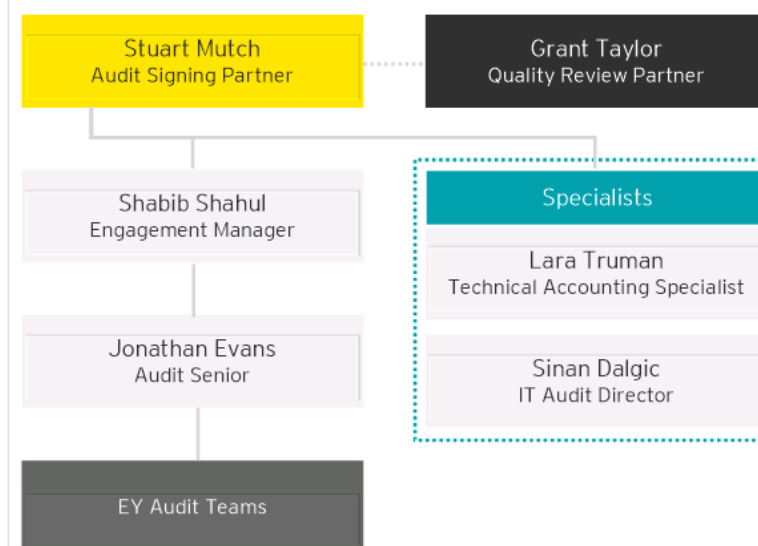 Stuart Mutch
Audit Signing Partner
Grant Taylor
Quality Review Partner
Shabib Shahul
Engagement Manager
Specialists
Lara Truman
Technical Accounting Specialist
Jonathan Evans
Audit Senior
Sinan Dalgic
IT Audit Director
EY Audit Teams